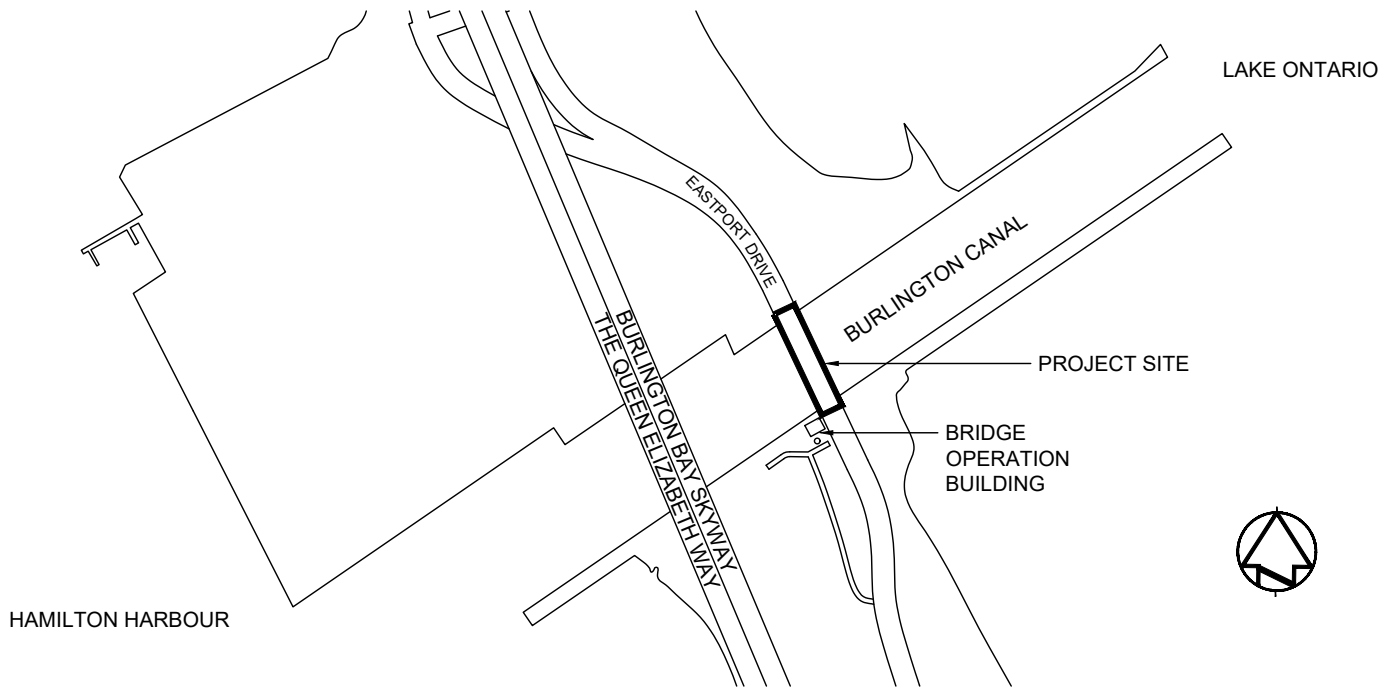 LAKE ONTARIO
EASTPORT DRIVE
BURLINGTON CANAL
BURLINGTON BAY SKYWAY
THE QUEEN ELIZABETH WAY
PROJECT SITE
BRIDGE
OPERATION
BUILDING
HAMILTON HARBOUR